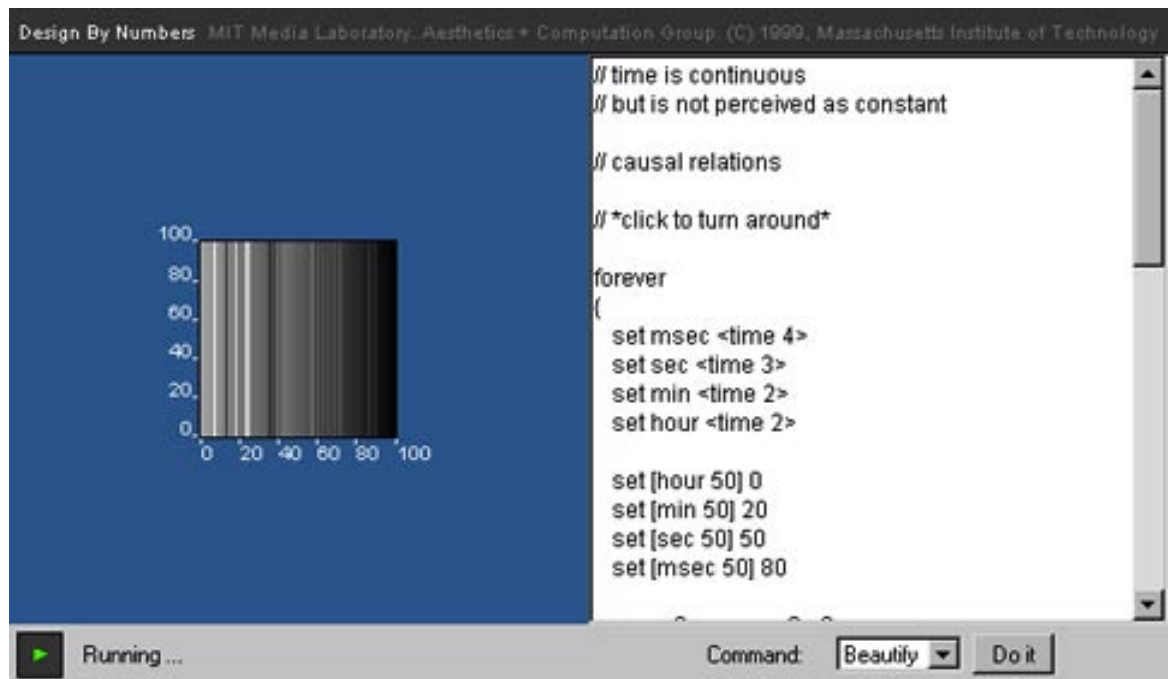 Design By Numbers MIT Media Laboratory. Aesthetics + Computation Group. (C) 1999, Massachusetts Institute of Technology
// time is continuous
// but is not perceived as constant
// causal relations
// *click to turn around*
forever
{
set msec <time 4>
set sec <time 3>
set min <time 2>
set hour <time 2>
set [hour 50] 0
set [min 50] 20
set [sec 50] 50
set [msec 50] 80
100
80
60
40
20
0
0 20 40 60 80 100
Running ...
Command: Beautify Do it